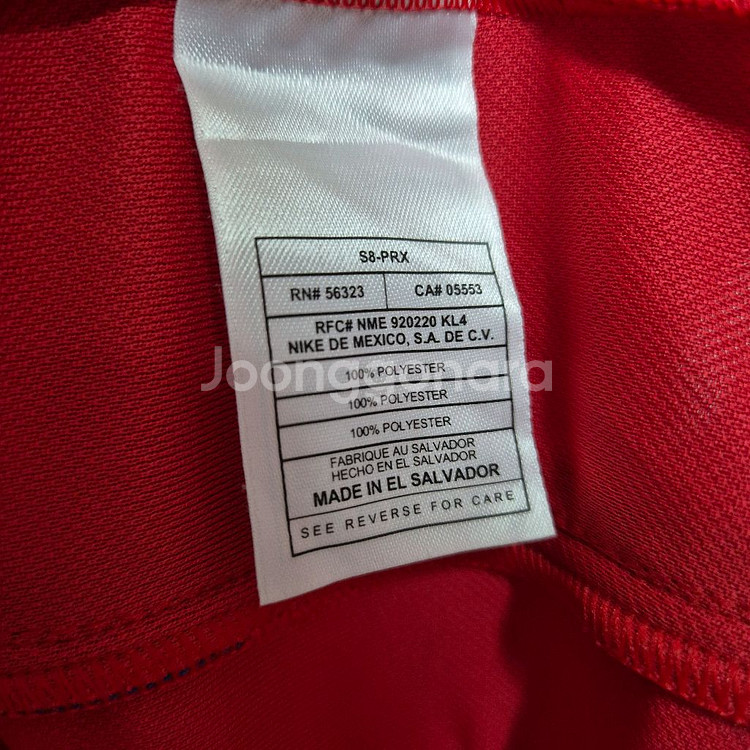 S8-PRX
RN# 56323 CA# 05553
RFC# NME 920220 KL4
NIKE DE MEXICO, S.A. DE C.V.
100% POLYESTER
Joonggonara
100% POLYESTER
100% POLYESTER
FABRIQUE AU SALVADOR
HECHO EN EL SALVADOR
MADE IN EL SALVADOR
SEE REVERSE FOR CARE